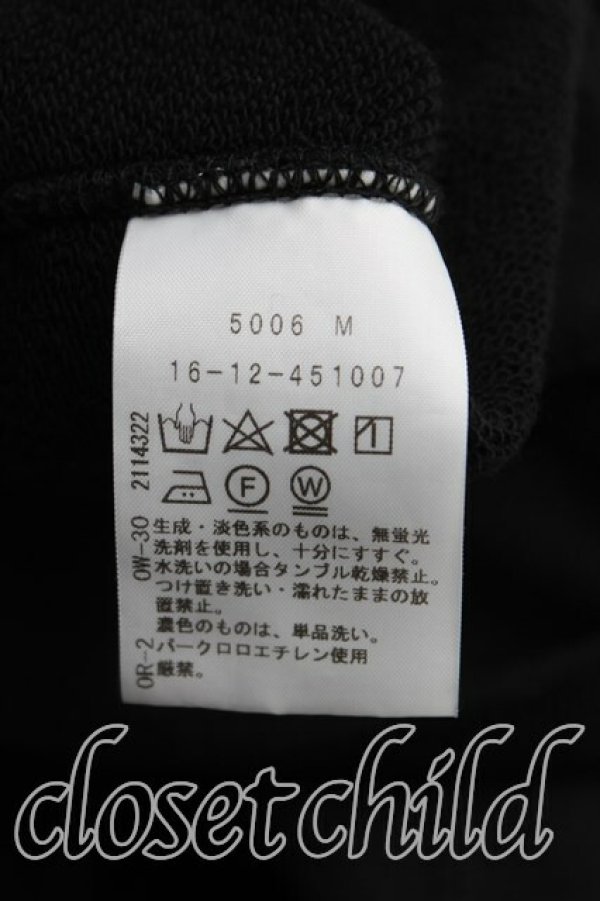 5006 M
16-12-451007
2114322
F W
OW-30
生成・淡色系のものは、無蛍光
洗剤を使用し、十分にすすぐ。
水洗いの場合タンブル乾燥禁止。
つけ置き洗い・濡れたままの放
置禁止。
濃色のものは、単品洗い。
OR-2
パークロロエチレン使用
厳禁。
closet child